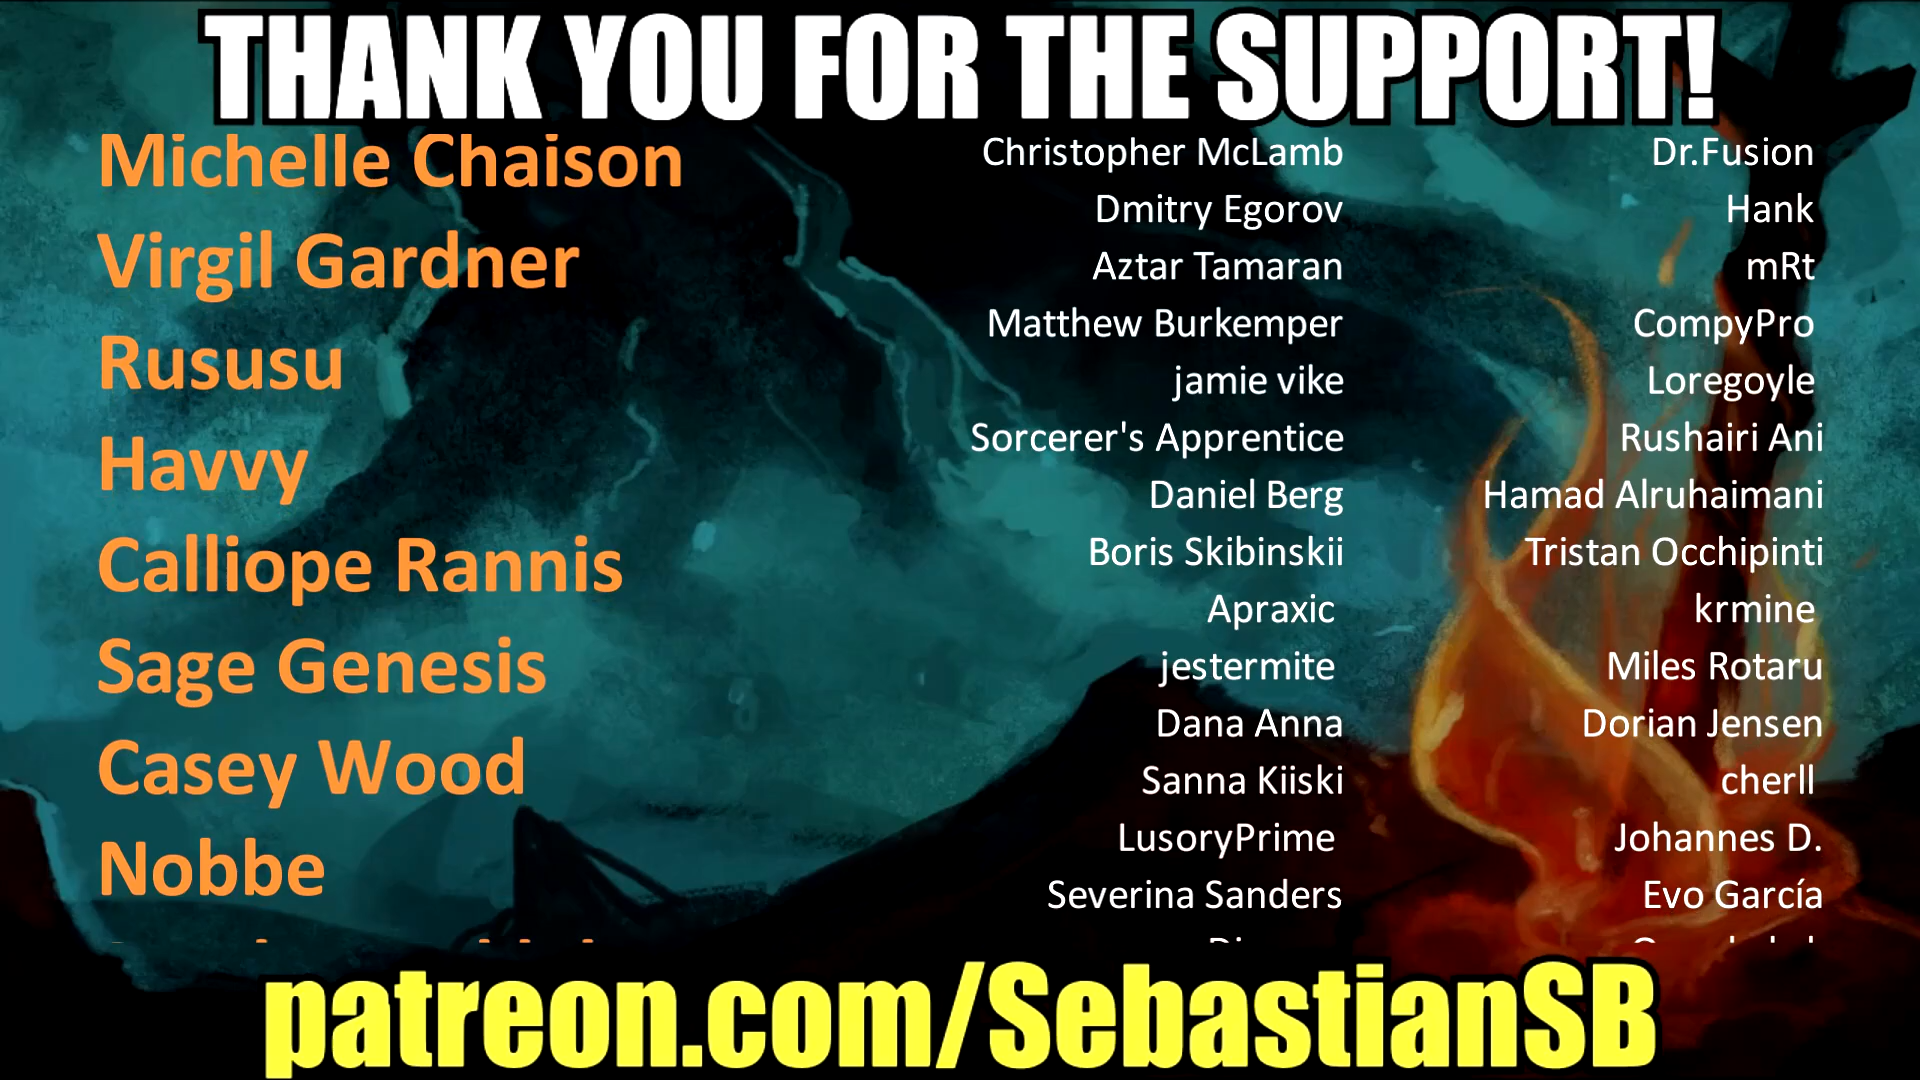 THANK YOU FOR THE SUPPORT!
Michelle Chaison
Virgil Gardner
Rususu
Havvy
Calliope Rannis
Sage Genesis
Casey Wood
Nobbe
Christopher McLamb
Dmitry Egorov
Aztar Tamaran
Matthew Burkemper
jamie vike
Sorcerer's Apprentice
Daniel Berg
Boris Skibinskii
Apraxic
jestermite
Dana Anna
Sanna Kiiski
LusoryPrime
Severina Sanders
Dr.Fusion
Hank
mRt
CompyPro
Loregoyle
Rushairi Ani
Hamad Alruhaimani
Tristan Occhipinti
krmine
Miles Rotaru
Dorian Jensen
cherll
Johannes D.
Evo García
patreon.com/SebastianSB